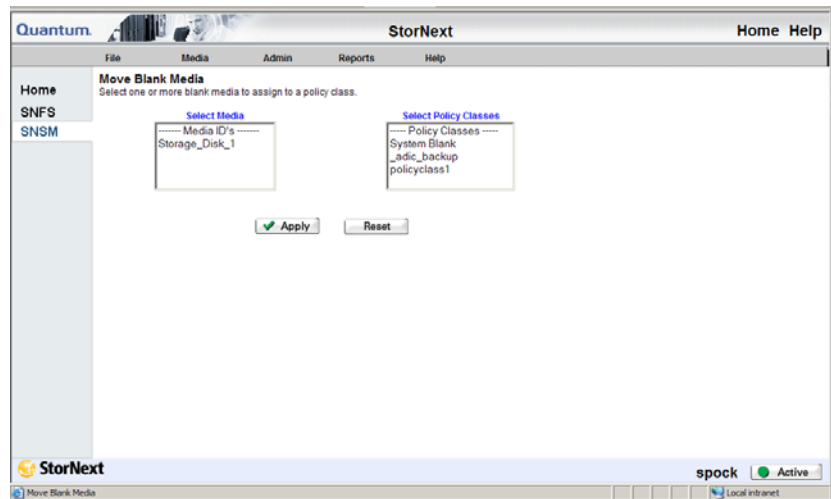 Quantum. StorNext Home Help
File Media Admin Reports Help
Home
SNFS
SNSM
Move Blank Media
Select one or more blank media to assign to a policy class.
Select Media
------- Media ID's -------
Storage_Disk_1
Select Policy Classes
----- Policy Classes -----
System Blank
_adic_backup
policyclass1
Apply Reset
StorNext spock Active
Move Blank Media Local intranet